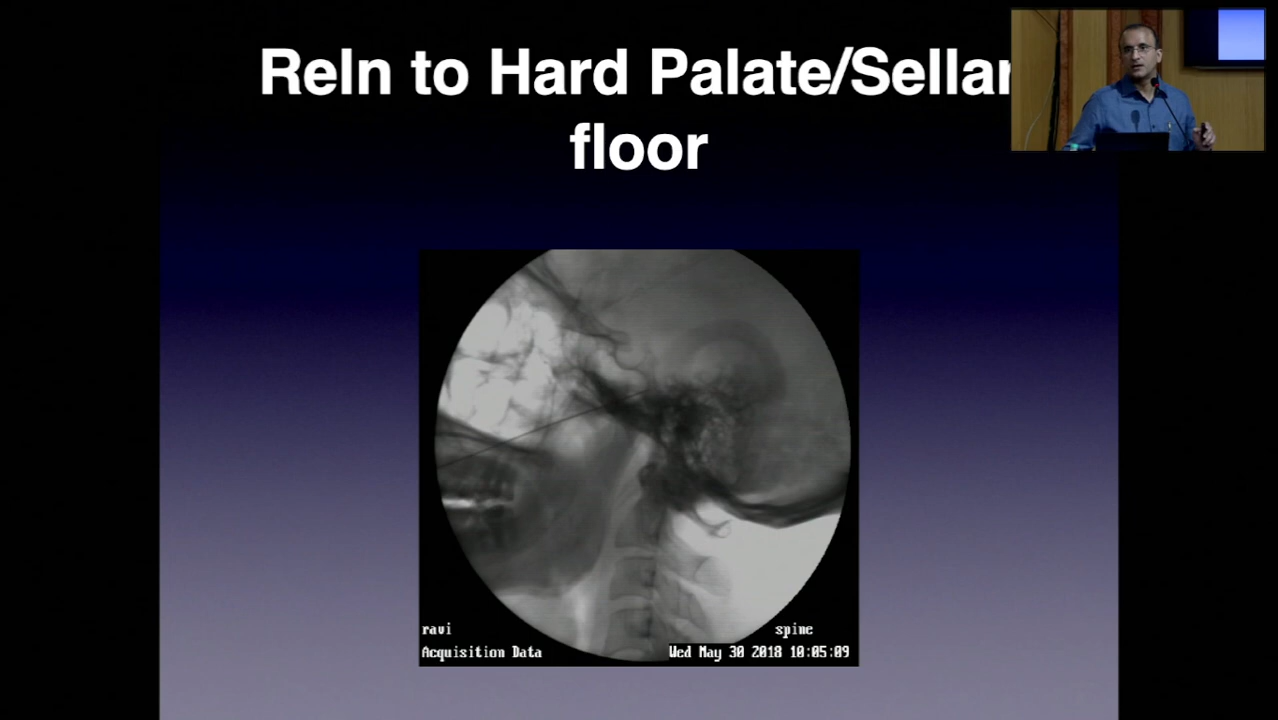 Reln to Hard Palate/Sellar
floor
ravi
spine
Acquisition Data
Wed May 30 2018 10:05:09